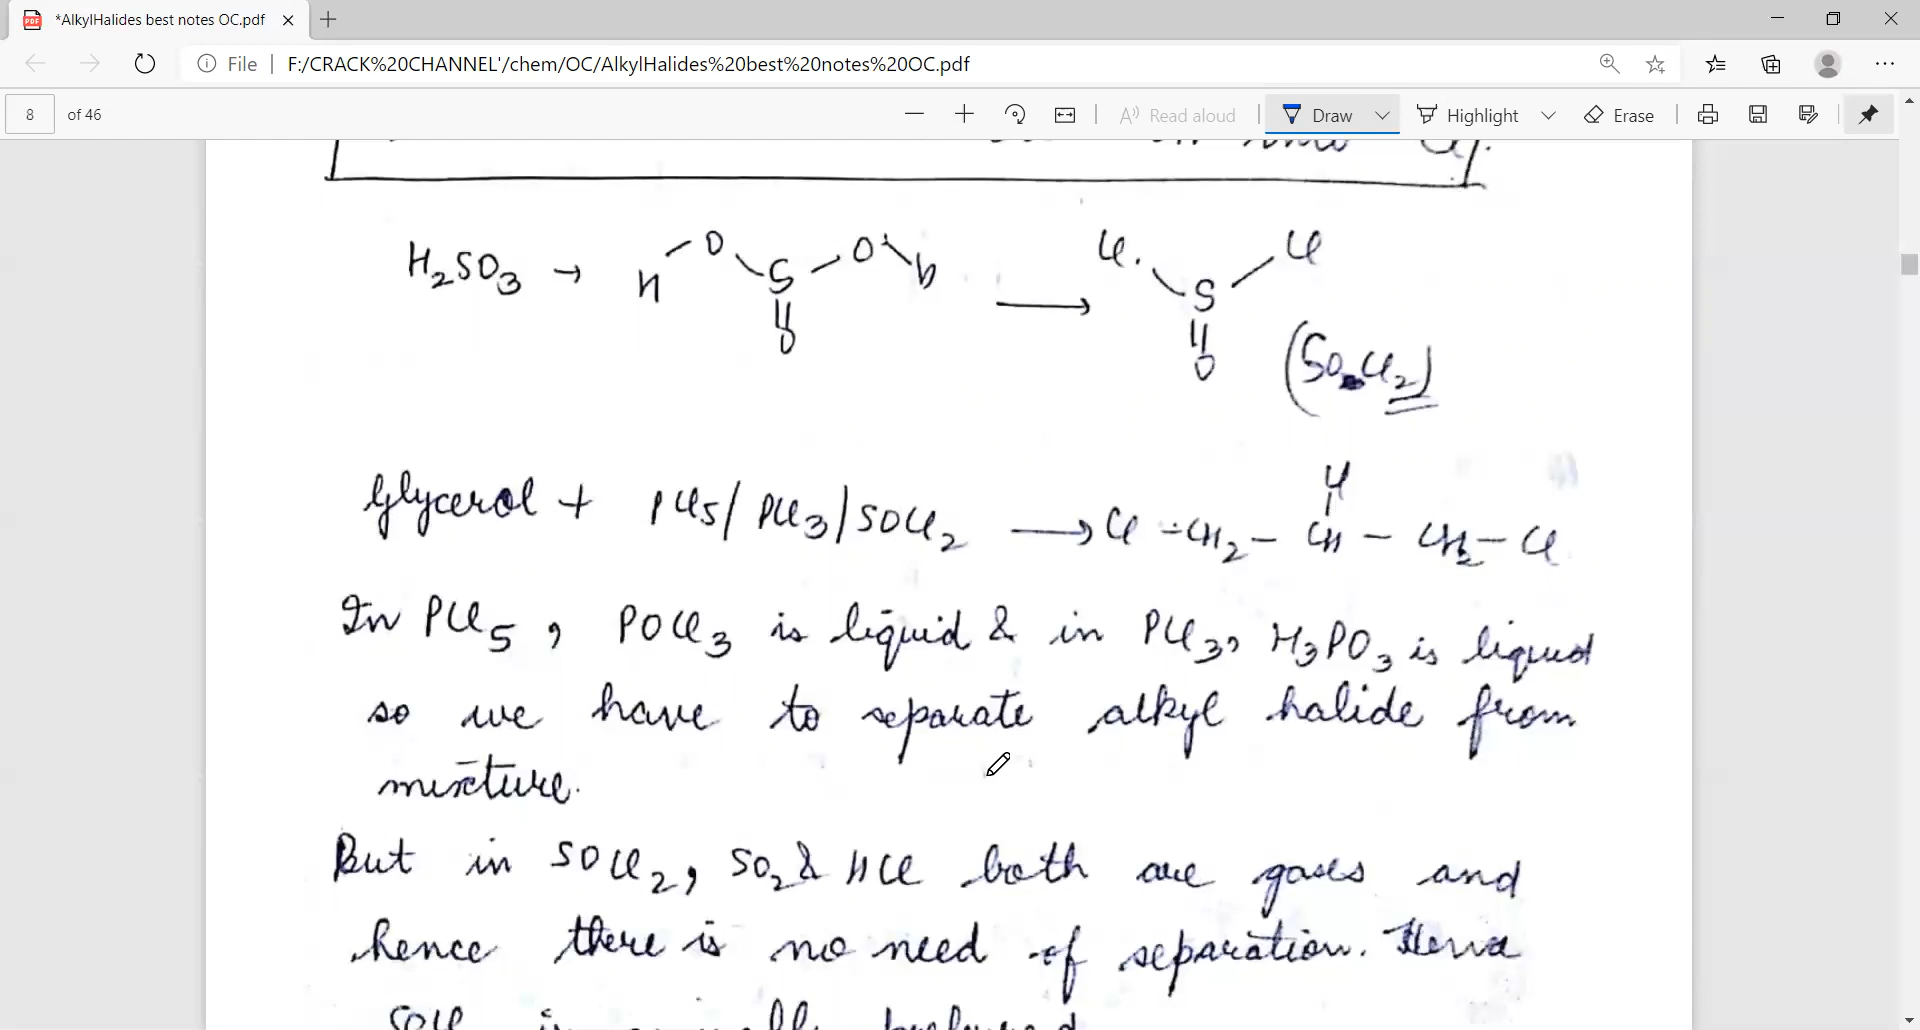 *AlkylHalides best notes OC.pdf
File | F:/CRACK%20CHANNEL'/chem/OC/AlkylHalides%20best%20notes%20OC.pdf
8 of 46
Read aloud
Draw
Highlight
Erase
H2SO3 → H O S O H → Cl S Cl
O O (SOCl2)
Cl
Glycerol + PCl5/ PCl3/ SOCl2 → Cl - CH2 - CH - CH2 - Cl
In PCl5, POCl3 is liquid & in PCl3, H3PO3 is liquid
so we have to separate alkyl halide from
mixture.
But in SOCl2, SO2 & HCl both are gases and
hence there is no need of separation.